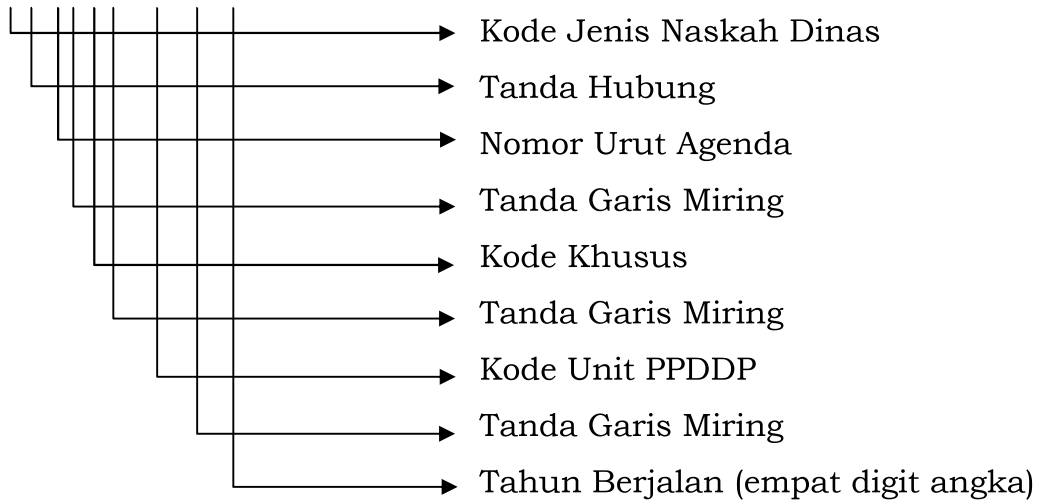 Kode Jenis Naskah Dinas
Tanda Hubung
Nomor Urut Agenda
Tanda Garis Miring
Kode Khusus
Tanda Garis Miring
Kode Unit PPDDP
Tanda Garis Miring
Tahun Berjalan (empat digit angka)